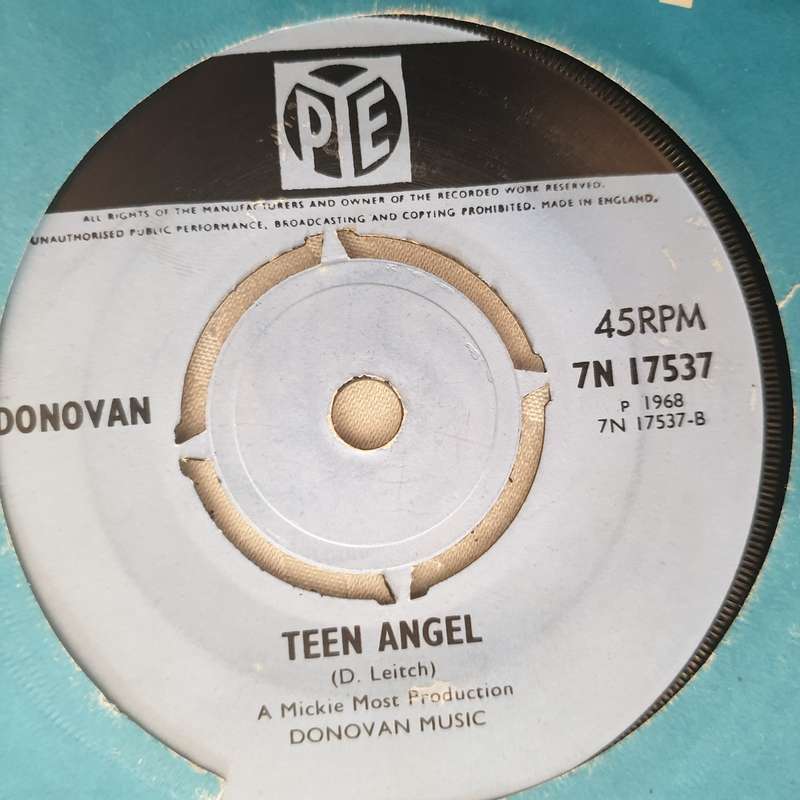 PYE
ALL RIGHTS OF THE MANUFACTURERS AND OWNER OF THE RECORDED WORK RESERVED.
UNAUTHORISED PUBLIC PERFORMANCE, BROADCASTING AND COPYING PROHIBITED. MADE IN ENGLAND.
45RPM
7N 17537
P 1968
7N 17537-B
DONOVAN
TEEN ANGEL
(D. Leitch)
A Mickie Most Production
DONOVAN MUSIC